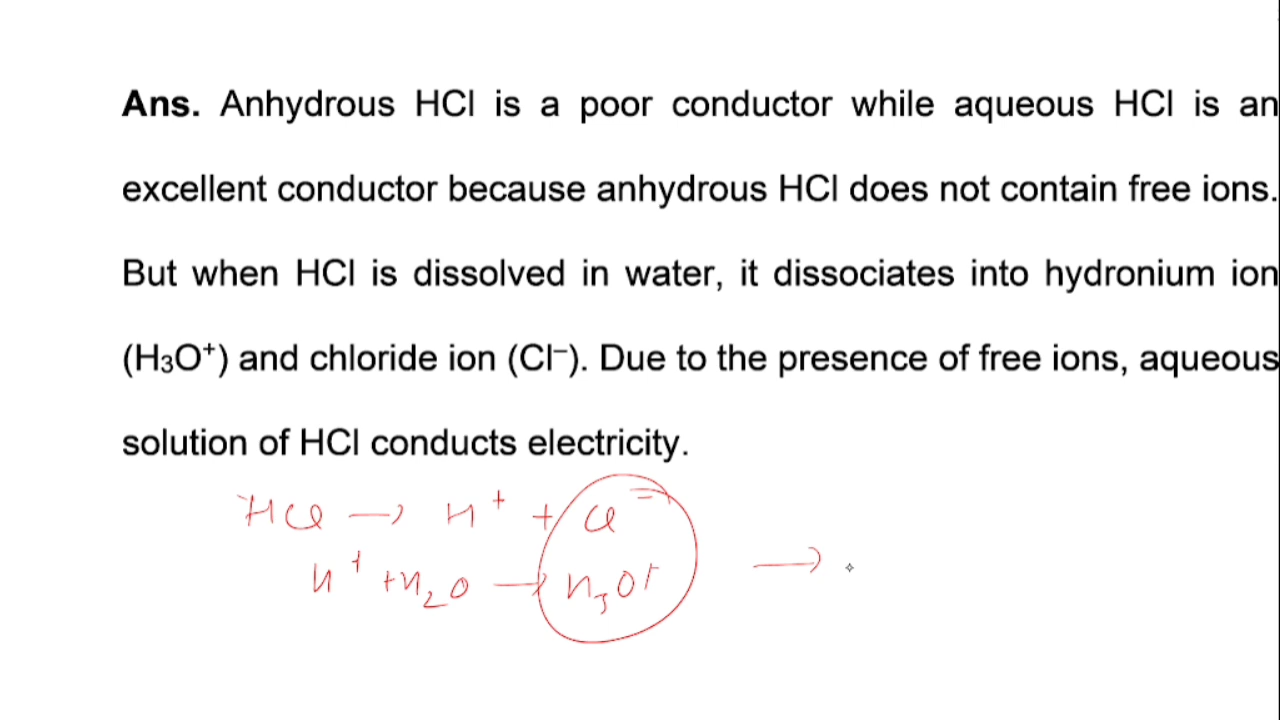 Ans. Anhydrous HCl is a poor conductor while aqueous HCl is an
excellent conductor because anhydrous HCl does not contain free ions.
But when HCl is dissolved in water, it dissociates into hydronium ion
(H₃O⁺) and chloride ion (Cl⁻). Due to the presence of free ions, aqueous
solution of HCl conducts electricity.
HCl → H⁺ + Cl⁻
H⁺ + H₂O → H₃O⁺ →